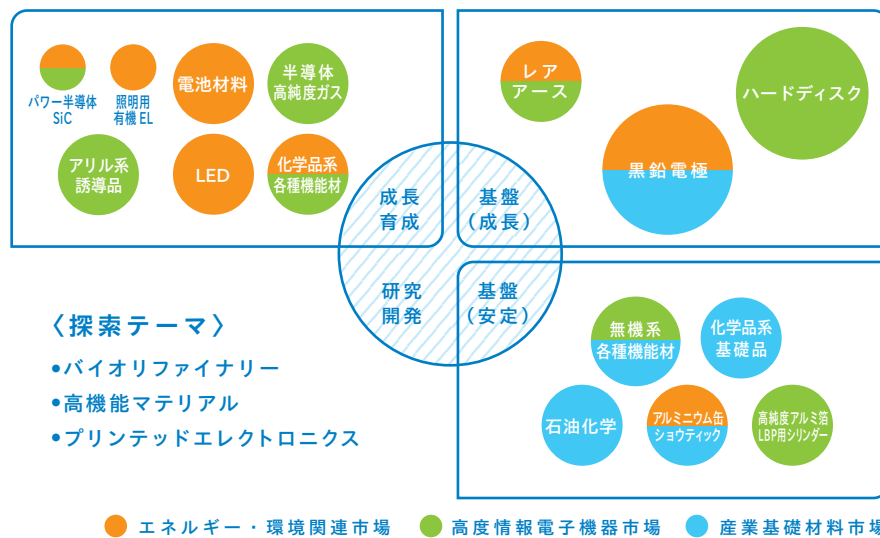 パワー半導体
SiC
照明用
有機EL
電池材料
半導体
高純度ガス
アリル系
誘導品
LED
化学品系
各種機能材
レア
アース
ハードディスク
黒鉛電極
成長
育成
基盤
（成長）
研究
開発
基盤
（安定）
〈探索テーマ〉
•バイオリファイナリー
•高機能マテリアル
•プリンテッドエレクトロニクス
無機系
各種機能材
化学品系
基礎品
石油化学
アルミニウム缶
ショウティック
高純度アルミ箔
LBP用シリンダー
エネルギー・環境関連市場
高度情報電子機器市場
産業基礎材料市場